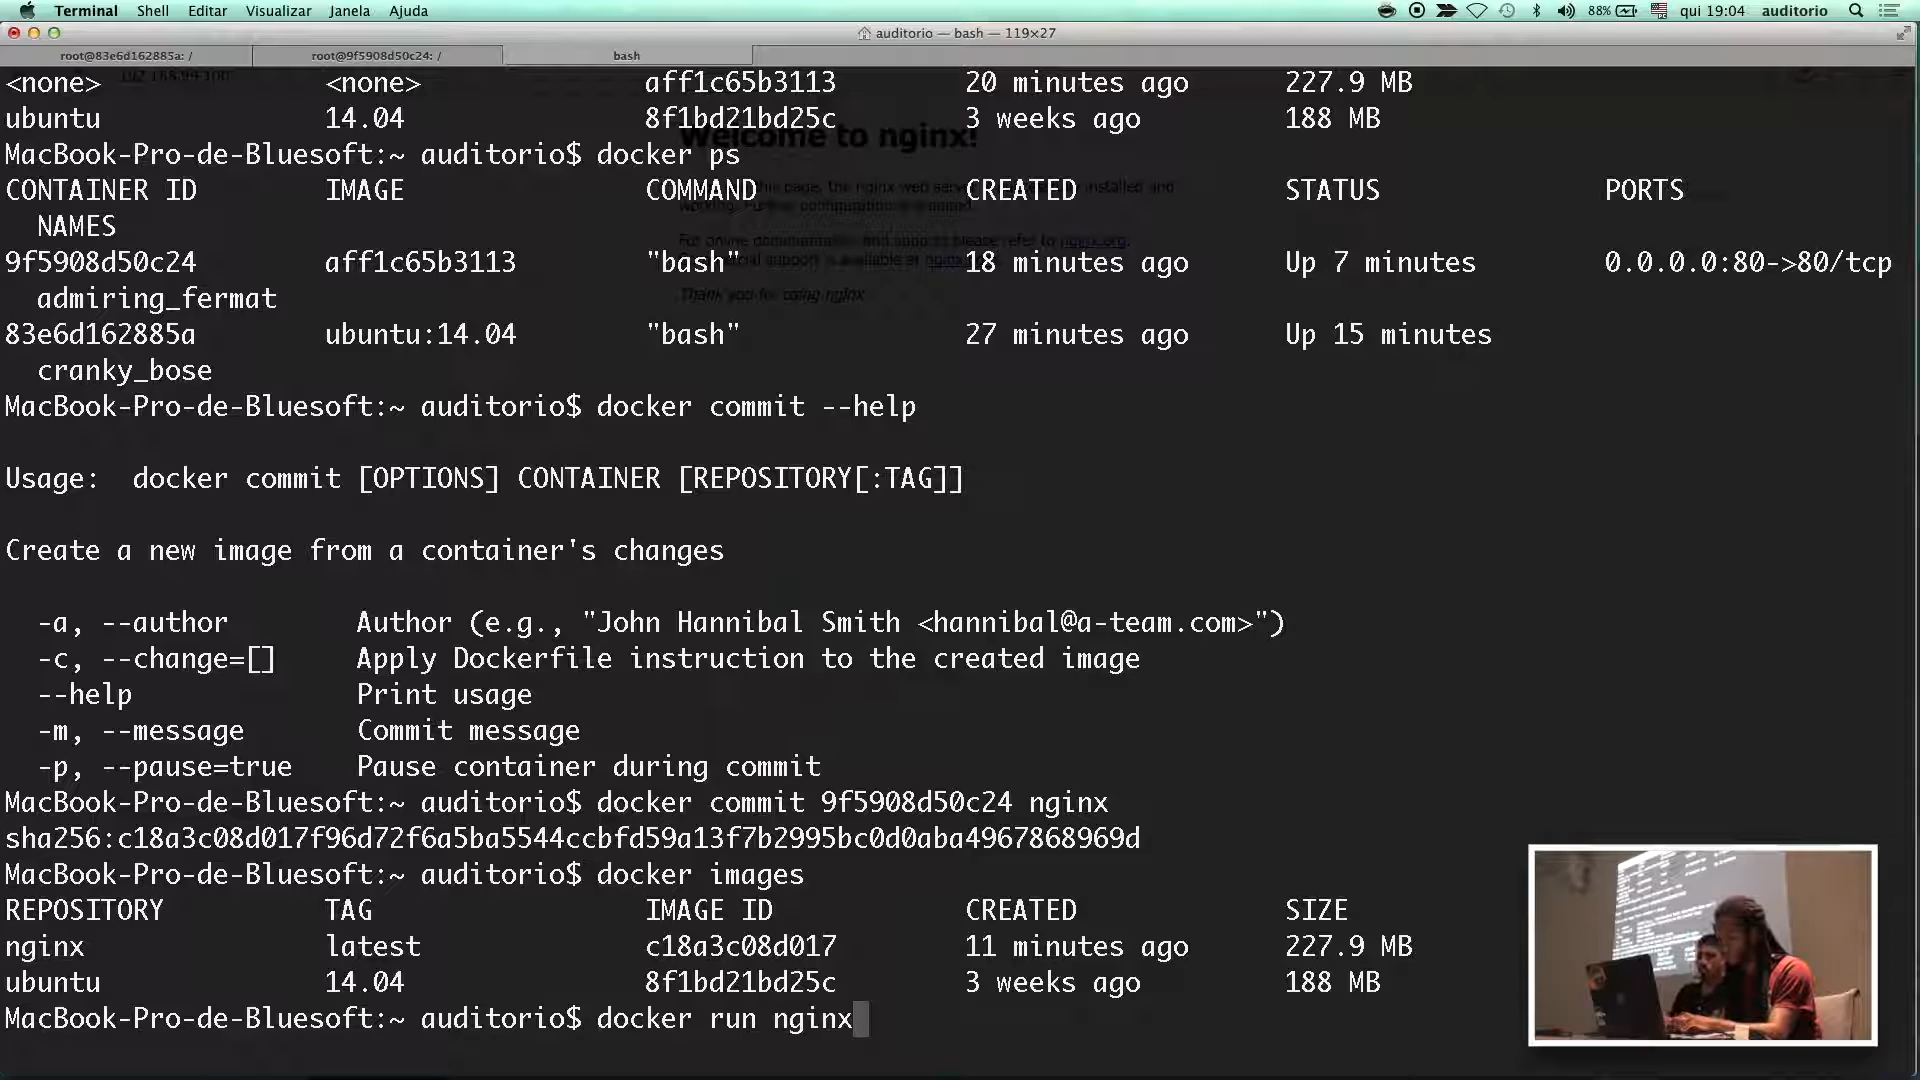 Terminal Shell Editar Visualizar Janela Ajuda 88% qui 19:04 auditorio
auditorio — bash — 119×27
root@83e6d162885a: / root@9f5908d50c24: / bash
<none> <none> aff1c65b3113 20 minutes ago 227.9 MB
ubuntu 14.04 8f1bd21bd25c 3 weeks ago 188 MB
Welcome to nginx!
MacBook-Pro-de-Bluesoft:~ auditorio$ docker ps
CONTAINER ID IMAGE COMMAND CREATED STATUS PORTS
NAMES
9f5908d50c24 aff1c65b3113 "bash" 18 minutes ago Up 7 minutes 0.0.0.0:80->80/tcp
admiring_fermat
Thank you for using nginx
83e6d162885a ubuntu:14.04 "bash" 27 minutes ago Up 15 minutes
cranky_bose
MacBook-Pro-de-Bluesoft:~ auditorio$ docker commit --help
Usage: docker commit [OPTIONS] CONTAINER [REPOSITORY[:TAG]]
Create a new image from a container's changes
-a, --author Author (e.g., "John Hannibal Smith <hannibal@a-team.com>")
-c, --change=[] Apply Dockerfile instruction to the created image
--help Print usage
-m, --message Commit message
-p, --pause=true Pause container during commit
MacBook-Pro-de-Bluesoft:~ auditorio$ docker commit 9f5908d50c24 nginx
sha256:c18a3c08d017f96d72f6a5ba5544ccbfd59a13f7b2995bc0d0aba4967868969d
MacBook-Pro-de-Bluesoft:~ auditorio$ docker images
REPOSITORY TAG IMAGE ID CREATED SIZE
nginx latest c18a3c08d017 11 minutes ago 227.9 MB
ubuntu 14.04 8f1bd21bd25c 3 weeks ago 188 MB
MacBook-Pro-de-Bluesoft:~ auditorio$ docker run nginx